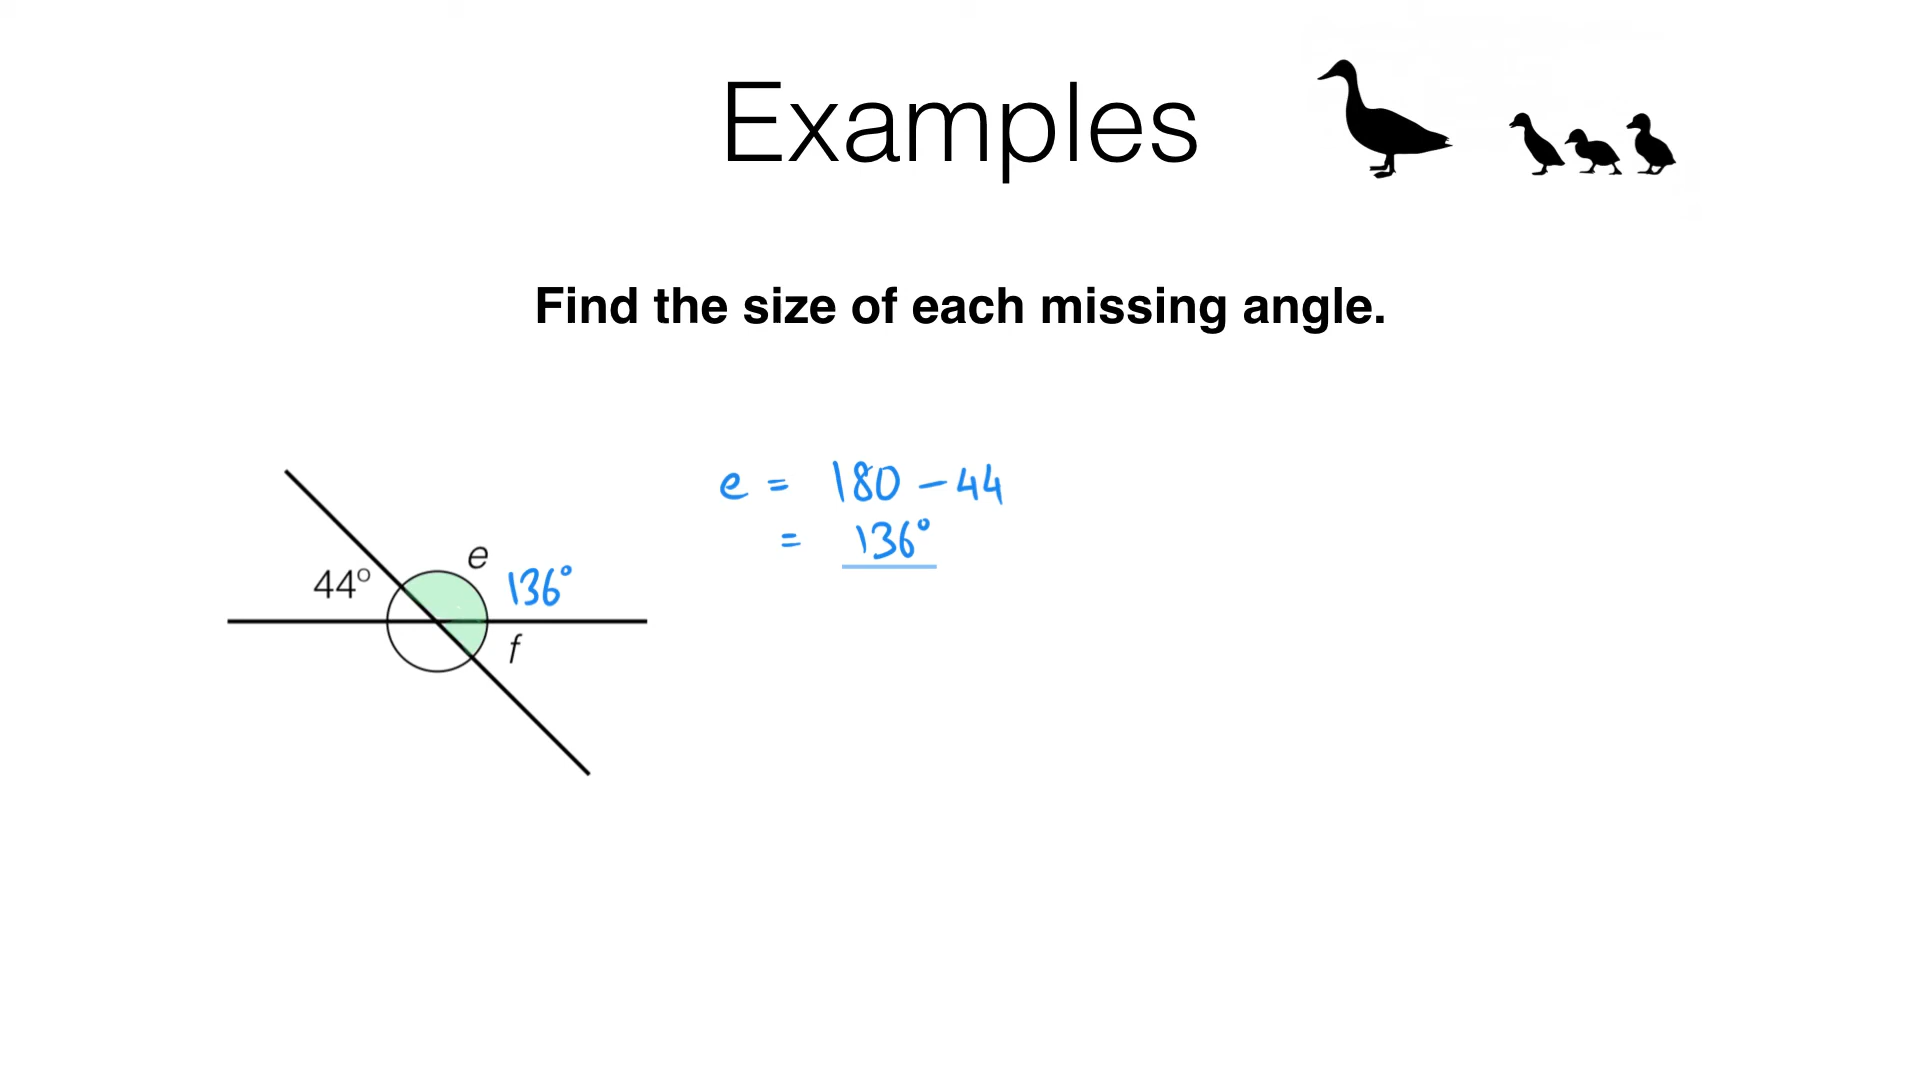 Examples
Find the size of each missing angle.
e = 180 - 44
= 136°
e
44° 136°
f